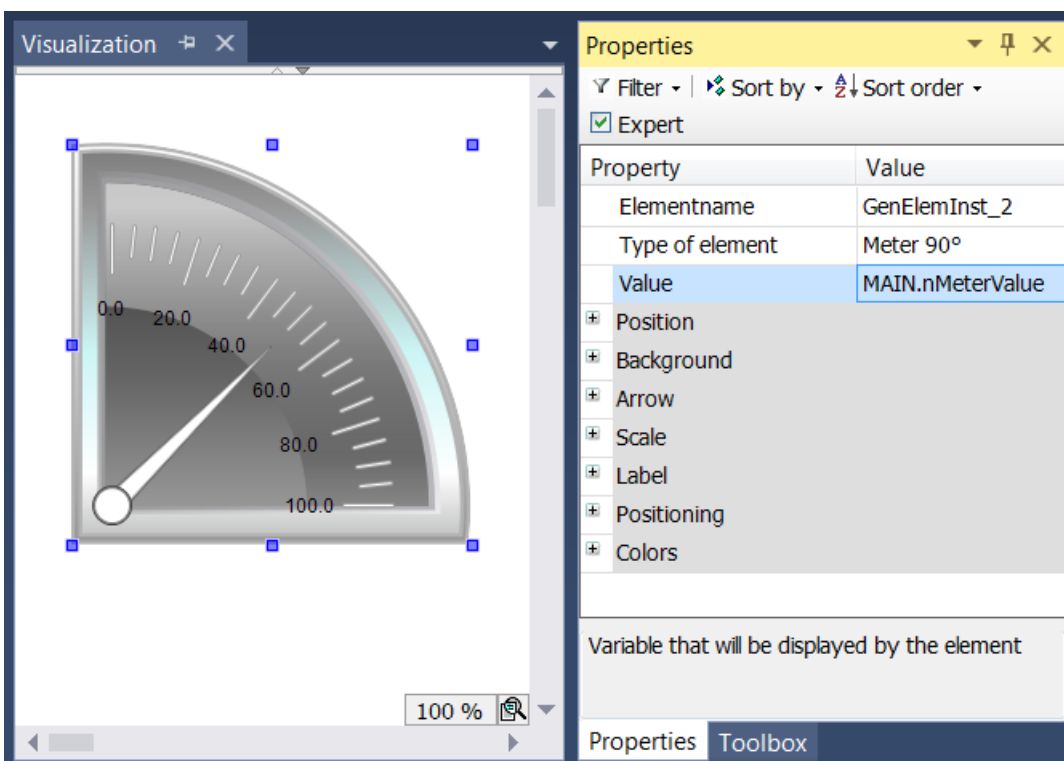 Visualization
0.0
20.0
40.0
60.0
80.0
100.0
100 %
Properties
Filter Sort by Sort order
Expert
Property Value
Elementname GenElemInst_2
Type of element Meter 90°
Value MAIN.nMeterValue
Position
Background
Arrow
Scale
Label
Positioning
Colors
Variable that will be displayed by the element
Properties Toolbox